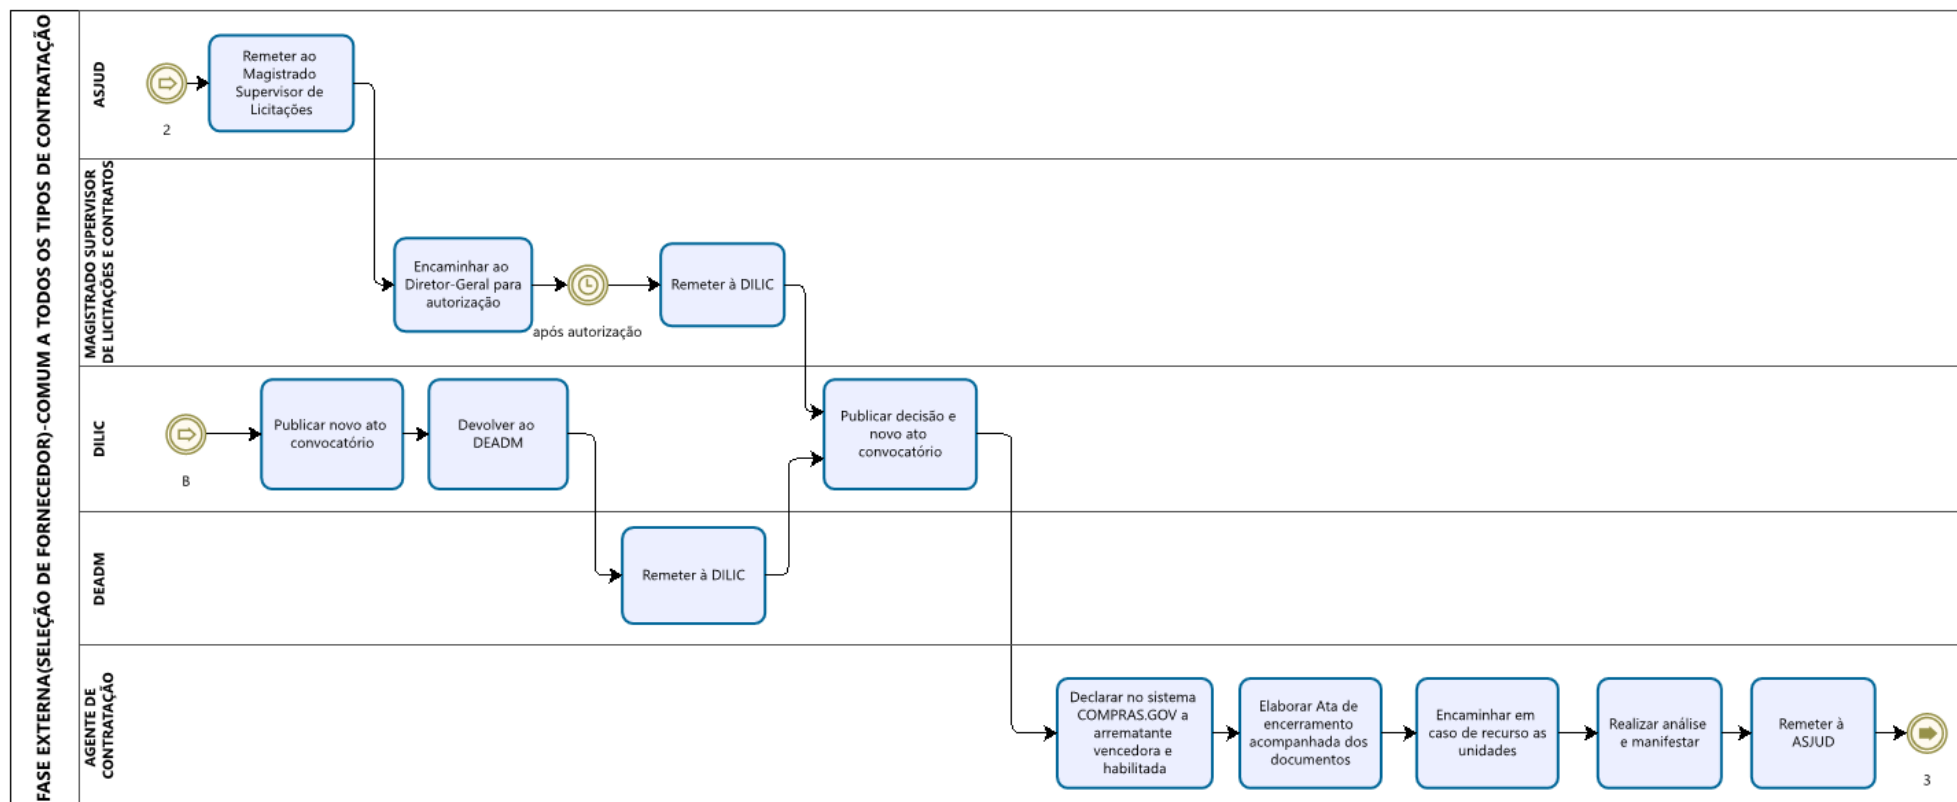 FASE EXTERNA(SELEÇÃO DE FORNECEDOR)-COMUM A TODOS OS TIPOS DE CONTRATAÇÃO
ASJUD
2
Remeter ao
Magistrado
Supervisor de
Licitações
MAGISTRADO SUPERVISOR
DE LICITAÇÕES E CONTRATOS
Encaminhar ao
Diretor-Geral para
autorização
após autorização
Remeter à DILIC
DILIC
B
Publicar novo ato
convocatório
Devolver ao
DEADM
Publicar decisão e
novo ato
convocatório
DEADM
Remeter à DILIC
AGENTE DE
CONTRATAÇÃO
Declarar no sistema
COMPRAS.GOV a
arrematante
vencedora e
habilitada
Elaborar Ata de
encerramento
acompanhada dos
documentos
Encaminhar em
caso de recurso as
unidades
Realizar análise
e manifestar
Remeter à
ASJUD
3